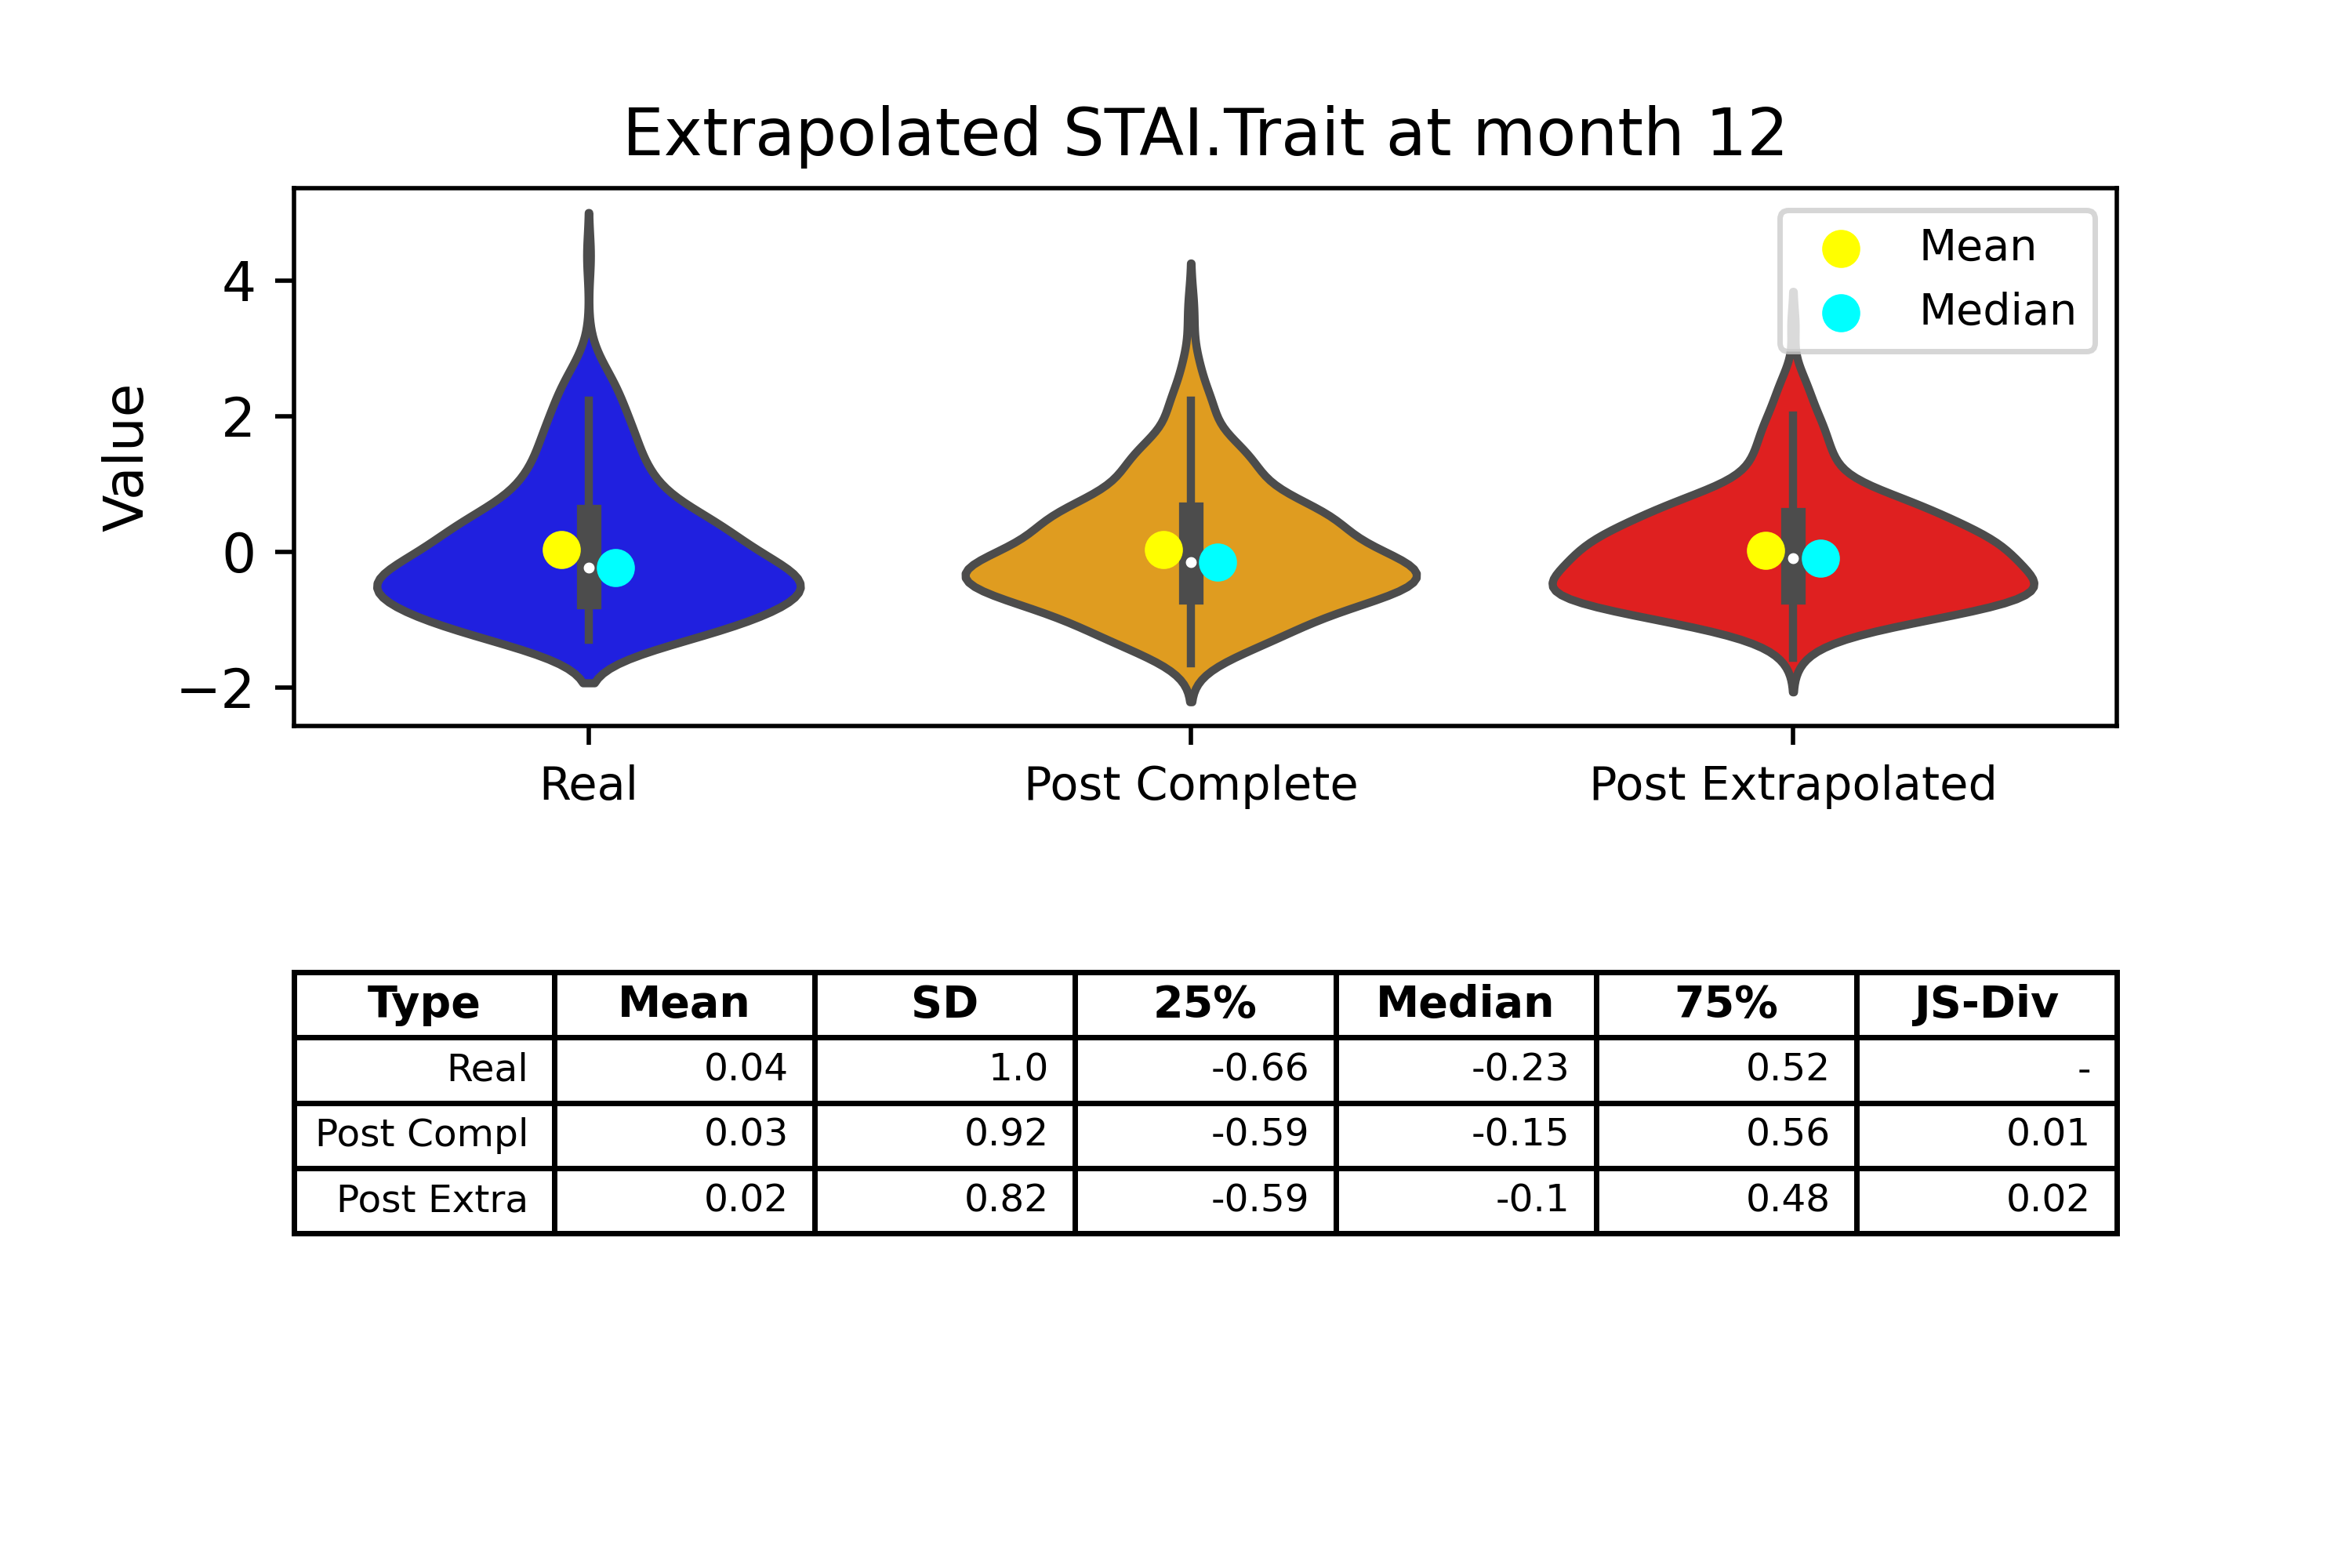 Extrapolated STAI.Trait at month 12
Mean
Median
Value
4
2
0
−2
Real Post Complete Post Extrapolated
Type Mean SD 25% Median 75% JS-Div
Real 0.04 1.0 -0.66 -0.23 0.52 -
Post Compl 0.03 0.92 -0.59 -0.15 0.56 0.01
Post Extra 0.02 0.82 -0.59 -0.1 0.48 0.02